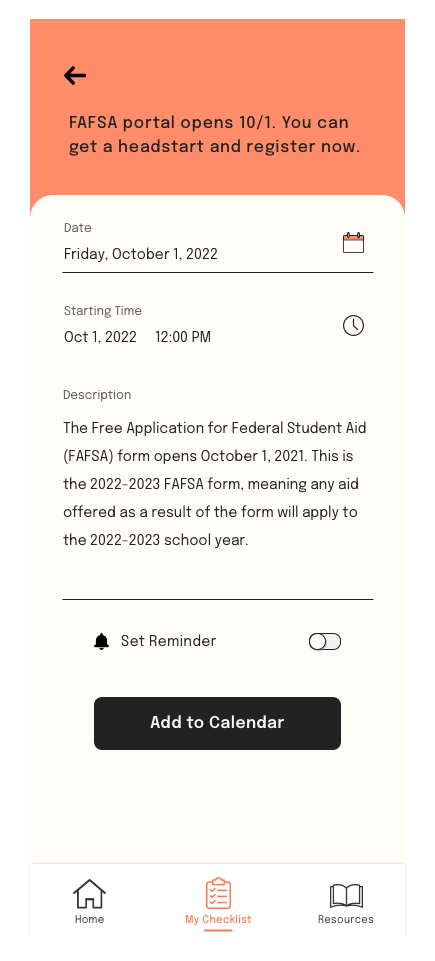 FAFSA portal opens 10/1. You can
get a headstart and register now.
Date
Friday, October 1, 2022
Starting Time
Oct 1, 2022 12:00 PM
Description
The Free Application for Federal Student Aid
(FAFSA) form opens October 1, 2021. This is
the 2022-2023 FAFSA form, meaning any aid
offered as a result of the form will apply to
the 2022-2023 school year.
Set Reminder
Add to Calendar
Home
My Checklist
Resources